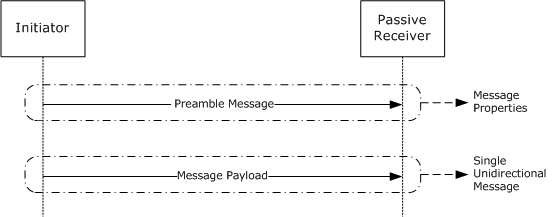 Initiator
Passive
Receiver
Preamble Message
Message
Properties
Message Payload
Single
Unidirectional
Message